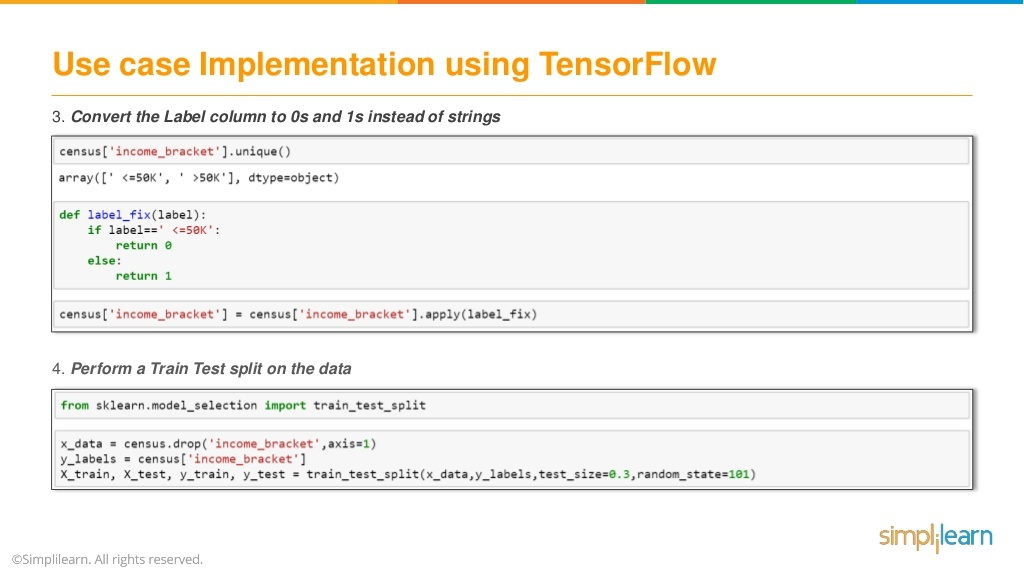 Use case Implementation using TensorFlow
3. Convert the Label column to 0s and 1s instead of strings
census['income_bracket'].unique()
array([' <=50K', ' >50K'], dtype=object)
def label_fix(label):
    if label==' <=50K':
        return 0
    else:
        return 1
census['income_bracket'] = census['income_bracket'].apply(label_fix)
4. Perform a Train Test split on the data
from sklearn.model_selection import train_test_split
x_data = census.drop('income_bracket',axis=1)
y_labels = census['income_bracket']
X_train, X_test, y_train, y_test = train_test_split(x_data,y_labels,test_size=0.3,random_state=101)
simplilearn
©Simplilearn. All rights reserved.